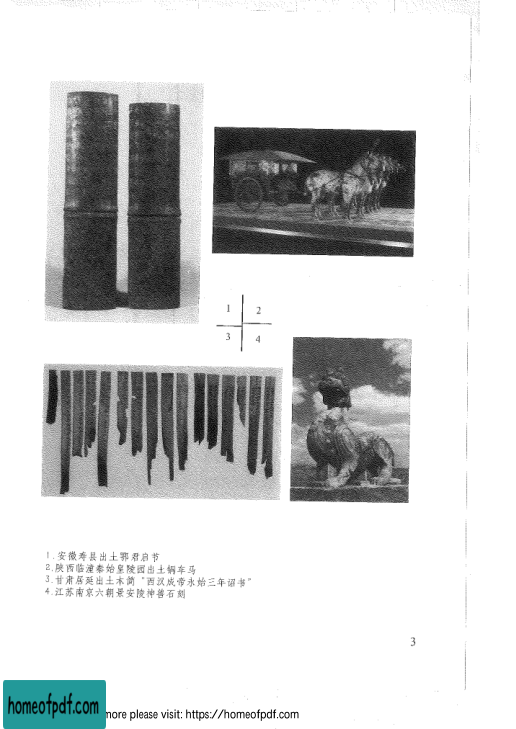 1
2
3
4
1.安徽寿县出土鄂君启节
2.陕西临潼秦始皇陵园出土铜车马
3.甘肃居延出土木简“西汉成帝永始三年诏书”
4.江苏南京六朝景安陵神兽石刻
3
homeofpdf.com
more please visit: https://homeofpdf.com